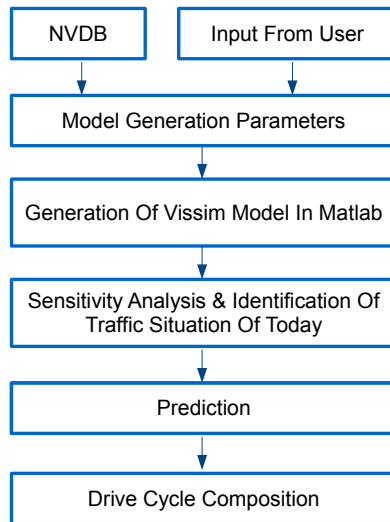 NVDB
Input From User
Model Generation Parameters
Generation Of Vissim Model In Matlab
Sensitivity Analysis & Identification Of
Traffic Situation Of Today
Prediction
Drive Cycle Composition